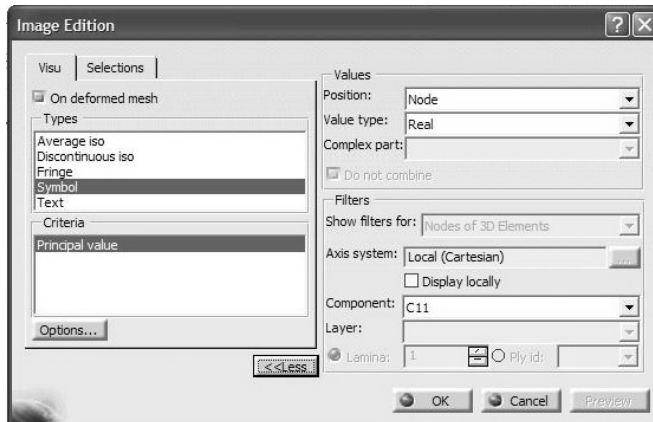 Image Edition
Visu
Selections
On deformed mesh
Types
Average iso
Discontinuous iso
Fringe
Symbol
Text
Criteria
Principal value
Options...
<<Less
Values
Position: Node
Value type: Real
Complex part:
Do not combine
Filters
Show filters for: Nodes of 3D Elements
Axis system: Local (Cartesian) ...
Display locally
Component: C11
Layer:
Lamina: 1 Ply id:
OK Cancel Preview